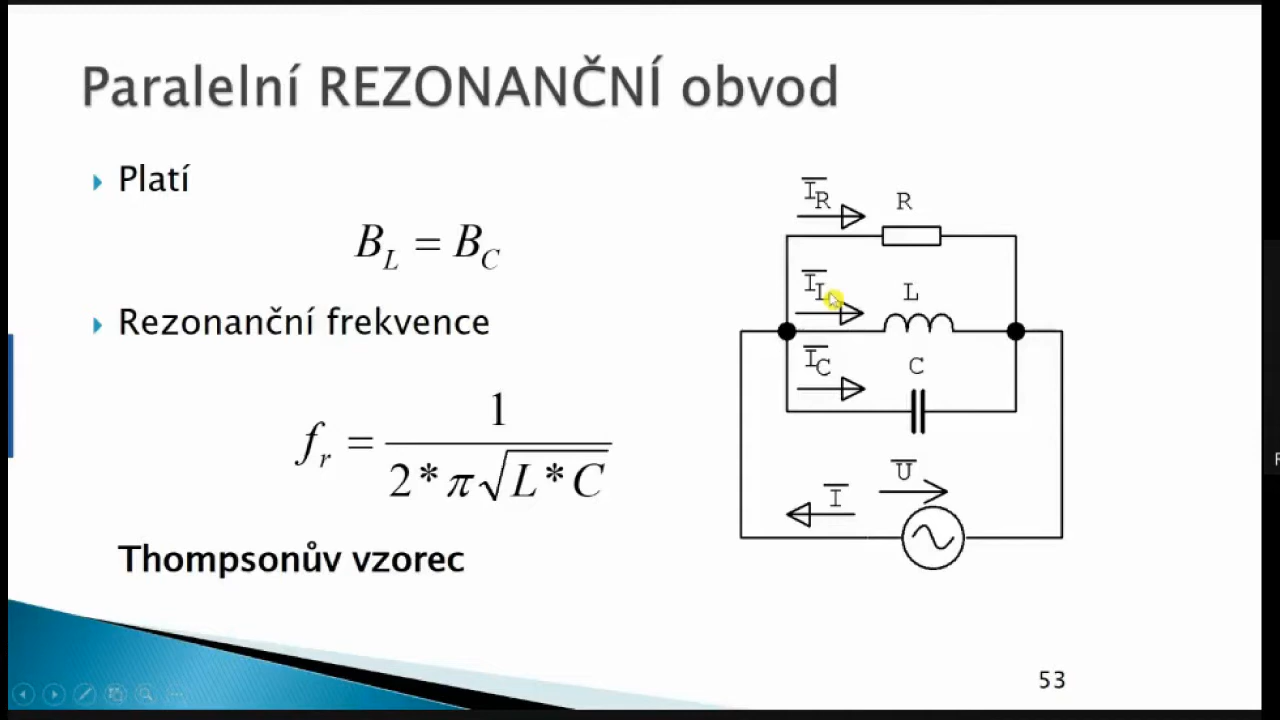 Paralelní REZONANČNÍ obvod
Platí
B_L = B_C
Rezonanční frekvence
f_r = 1 / (2 * π√(L * C))
Thompsonův vzorec
I_R
R
I_L
L
I_C
C
U
I
53